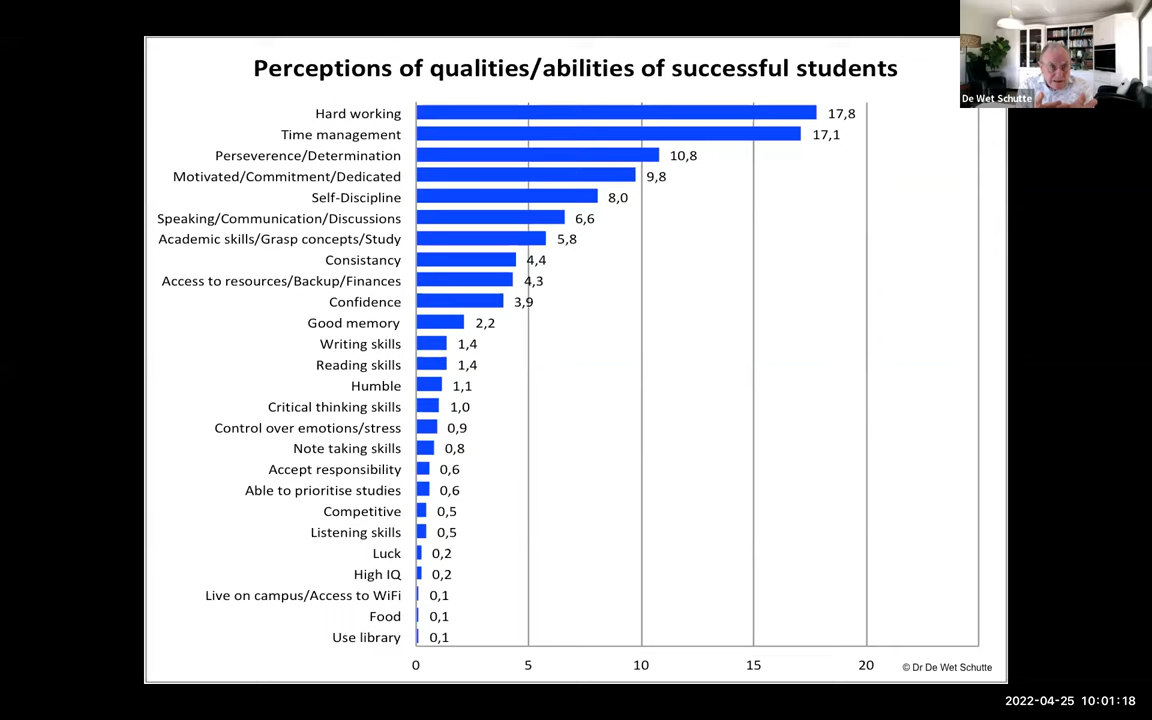 Perceptions of qualities/abilities of successful students
De Wet Schutte
Hard working 17,8
Time management 17,1
Perseverence/Determination 10,8
Motivated/Commitment/Dedicated 9,8
Self-Discipline 8,0
Speaking/Communication/Discussions 6,6
Academic skills/Grasp concepts/Study 5,8
Consistancy 4,4
Access to resources/Backup/Finances 4,3
Confidence 3,9
Good memory 2,2
Writing skills 1,4
Reading skills 1,4
Humble 1,1
Critical thinking skills 1,0
Control over emotions/stress 0,9
Note taking skills 0,8
Accept responsibility 0,6
Able to prioritise studies 0,6
Competitive 0,5
Listening skills 0,5
Luck 0,2
High IQ 0,2
Live on campus/Access to WiFi 0,1
Food 0,1
Use library 0,1
0 5 10 15 20
© Dr De Wet Schutte
2022-04-25 10:01:18